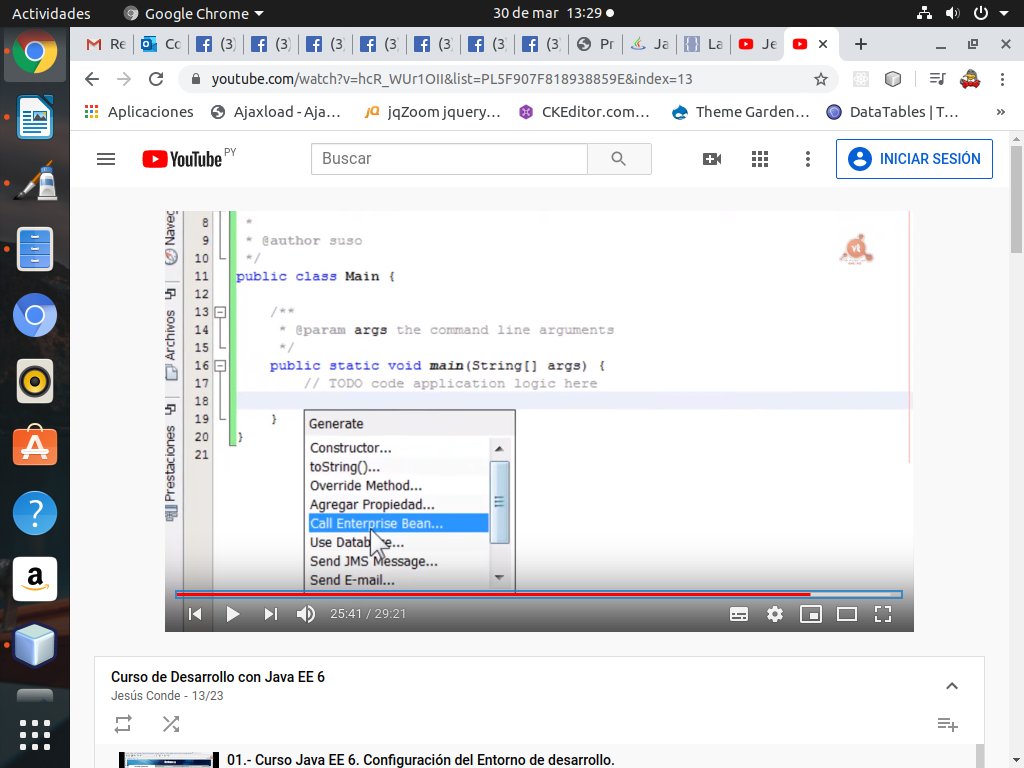 Actividades
Google Chrome
30 de mar 13:29
Re
Cc
(3)
(3)
(3)
(3)
(3)
(3)
(3)
Pr
Ja
La
Je
youtube.com/watch?v=hcR_WUr1OII&list=PL5F907F818938859E&index=13
Aplicaciones
Ajaxload - Aja...
jQ
jqZoom jquery...
CKEditor.com...
Theme Garden...
DataTables | T...
»
YouTube PY
Buscar
INICIAR SESIÓN
Naveg
Archivos
Prestaciones
vt
8 *
9 * @author suso
10 */
11 public class Main {
12
13 /**
14 * @param args the command line arguments
15 */
16 public static void main(String[] args) {
17 // TODO code application logic here
18
19 }
20 }
21
Generate
Constructor...
toString()...
Override Method...
Agregar Propiedad...
Call Enterprise Bean...
Use Database...
Send JMS Message...
Send E-mail...
25:41 / 29:21
Curso de Desarrollo con Java EE 6
Jesús Conde - 13/23
01.- Curso Java EE 6. Configuración del Entorno de desarrollo.